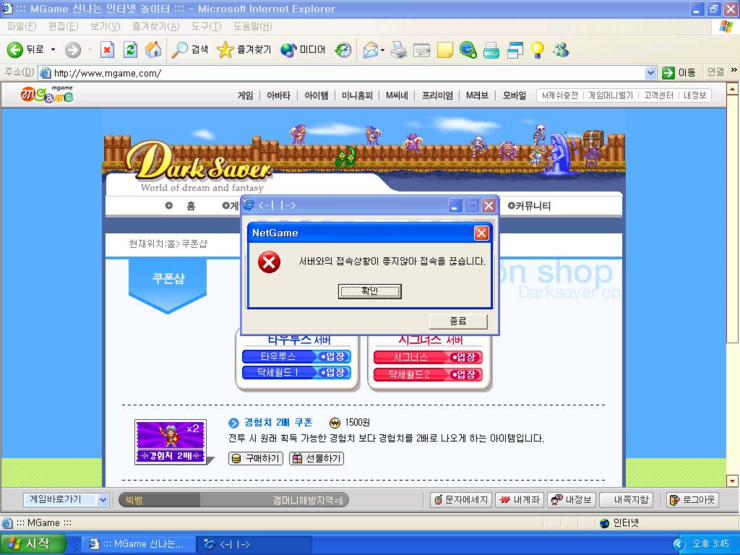 ::: MGame 신나는 인터넷 놀이터 ::: - Microsoft Internet Explorer
파일(F) 편집(E) 보기(V) 즐겨찾기(A) 도구(T) 도움말(H)
뒤로 검색 즐겨찾기 미디어
주소(D) http://www.mgame.com/ 이동 연결 »
mgame
mGame 게임 | 아바타 | 아이템 | 미니홈피 | M씨네 | 프리미엄 | M러브 | 모바일 M캐쉬충전 | 게임머니벌기 | 고객센터 | 내정보
Dark Saver
World of dream and fantasy
<-| |->
홈 게 커뮤니티
NetGame
현재위치:홈>쿠폰샵
서버와의 접속상황이 좋지않아 접속을 끊습니다.
쿠폰샵
on shop
확인
Darksaver co
종료
타우루스 서버 시그너스 서버
타우루스 입장 시그너스 입장
닥세월드 1 입장 닥세월드 2 입장
x2
경험치 2배
경험치 2배 쿠폰 1500원
전투 시 원래 획득 가능한 경험치 보다 경험치를 2배로 나오게 하는 아이템입니다.
구매하기 선물하기
게임바로가기 빅뱅 겜머니해방지역 문자메세지 내계좌 내정보 내쪽지함 로그아웃
::: MGame ::: 인터넷
시작 ::: MGame 신나는... <-| |-> 오후 3:45